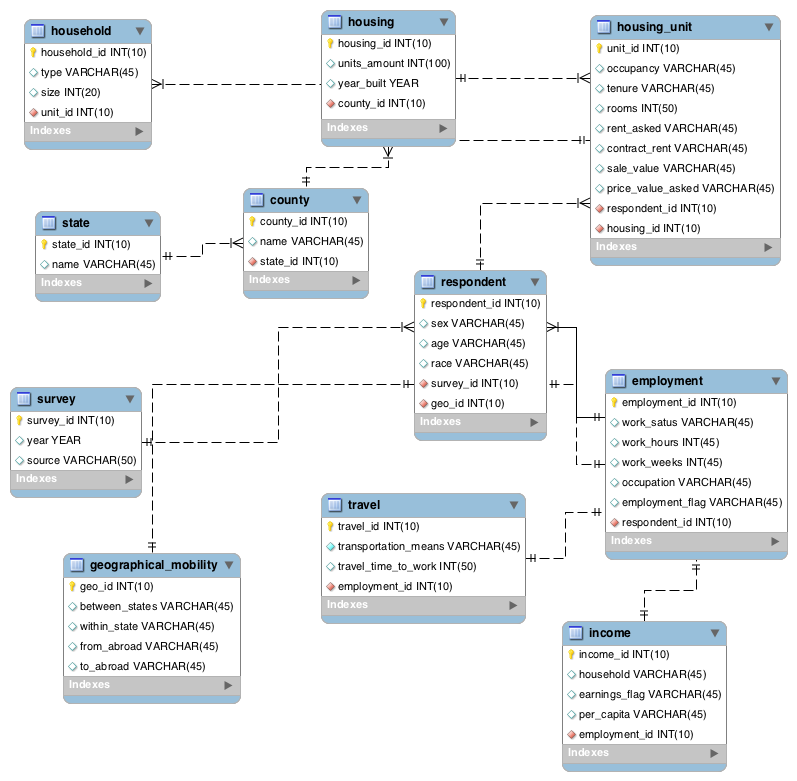 household
household_id INT(10)
type VARCHAR(45)
size INT(20)
unit_id INT(10)
Indexes
housing
housing_id INT(10)
units_amount INT(100)
year_built YEAR
county_id INT(10)
Indexes
housing_unit
unit_id INT(10)
occupancy VARCHAR(45)
tenure VARCHAR(45)
rooms INT(50)
rent_asked VARCHAR(45)
contract_rent VARCHAR(45)
sale_value VARCHAR(45)
price_value_asked VARCHAR(45)
respondent_id INT(10)
housing_id INT(10)
Indexes
state
state_id INT(10)
name VARCHAR(45)
Indexes
county
county_id INT(10)
name VARCHAR(45)
state_id INT(10)
Indexes
respondent
respondent_id INT(10)
sex VARCHAR(45)
age VARCHAR(45)
race VARCHAR(45)
survey_id INT(10)
geo_id INT(10)
Indexes
survey
survey_id INT(10)
year YEAR
source VARCHAR(50)
Indexes
employment
employment_id INT(10)
work_satus VARCHAR(45)
work_hours INT(45)
work_weeks INT(45)
occupation VARCHAR(45)
employment_flag VARCHAR(45)
respondent_id INT(10)
Indexes
travel
travel_id INT(10)
transportation_means VARCHAR(45)
travel_time_to_work INT(50)
employment_id INT(10)
Indexes
geographical_mobility
geo_id INT(10)
between_states VARCHAR(45)
within_state VARCHAR(45)
from_abroad VARCHAR(45)
to_abroad VARCHAR(45)
Indexes
income
income_id INT(10)
household VARCHAR(45)
earnings_flag VARCHAR(45)
per_capita VARCHAR(45)
employment_id INT(10)
Indexes